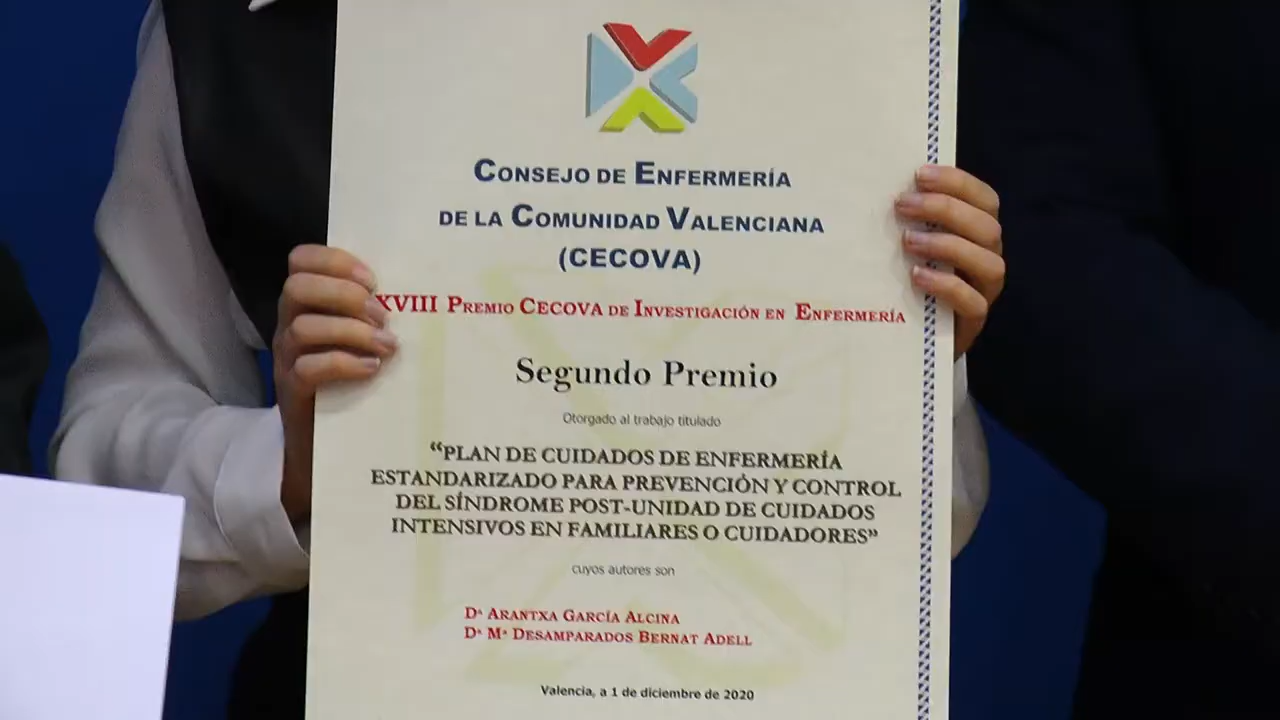 CONSEJO DE ENFERMERÍA
DE LA COMUNIDAD VALENCIANA
(CECOVA)
XVIII PREMIO CECOVA DE INVESTIGACIÓN EN ENFERMERÍA
Segundo Premio
Otorgado al trabajo titulado
“PLAN DE CUIDADOS DE ENFERMERÍA
ESTANDARIZADO PARA PREVENCIÓN Y CONTROL
DEL SÍNDROME POST-UNIDAD DE CUIDADOS
INTENSIVOS EN FAMILIARES O CUIDADORES”
cuyos autores son
Dª ARANTXA GARCÍA ALCINA
Dª Mª DESAMPARADOS BERNAT ADELL
Valencia, a 1 de diciembre de 2020